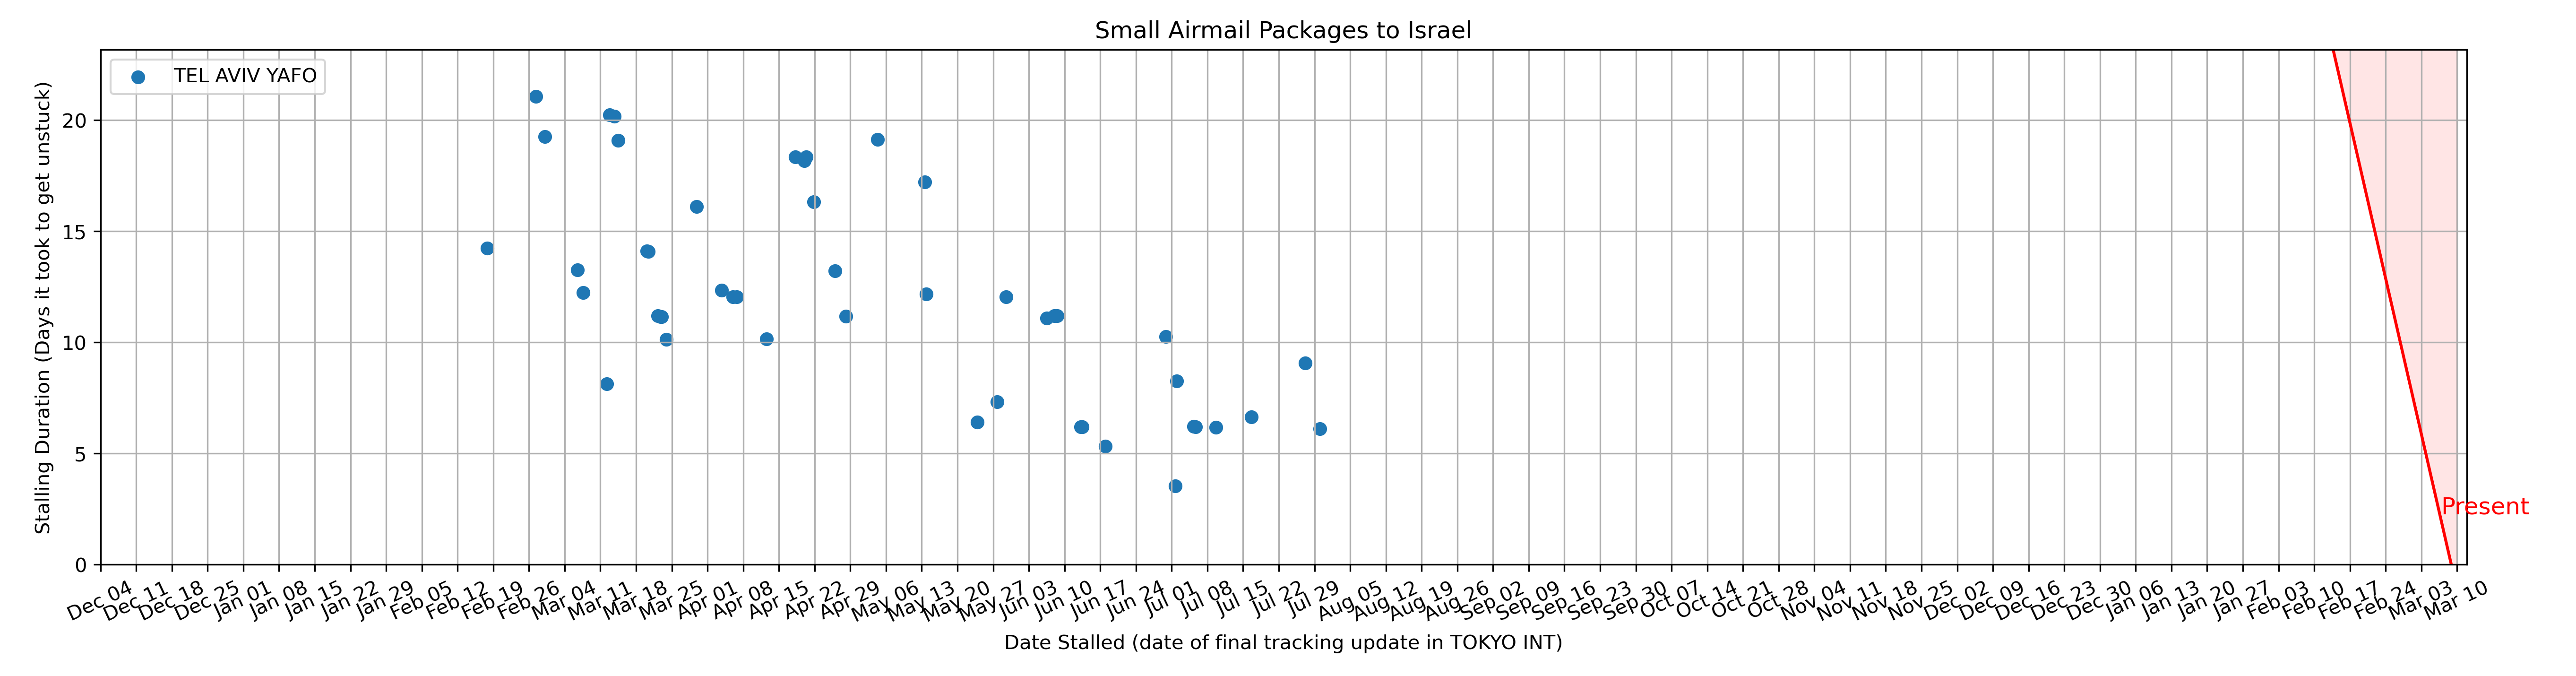 Small Airmail Packages to Israel
TEL AVIV YAFO
Stalling Duration (Days it took to get unstuck)
20
15
10
5
0
Present
Dec 04 Dec 11 Dec 18 Dec 25 Jan 01 Jan 08 Jan 15 Jan 22 Jan 29 Feb 05 Feb 12 Feb 19 Feb 26 Mar 04 Mar 11 Mar 18 Mar 25 Apr 01 Apr 08 Apr 15 Apr 22 Apr 29 May 06 May 13 May 20 May 27 Jun 03 Jun 10 Jun 17 Jun 24 Jul 01 Jul 08 Jul 15 Jul 22 Jul 29 Aug 05 Aug 12 Aug 19 Aug 26 Sep 02 Sep 09 Sep 16 Sep 23 Sep 30 Oct 07 Oct 14 Oct 21 Oct 28 Nov 04 Nov 11 Nov 18 Nov 25 Dec 02 Dec 09 Dec 16 Dec 23 Dec 30 Jan 06 Jan 13 Jan 20 Jan 27 Feb 03 Feb 10 Feb 17 Feb 24 Mar 03 Mar 10
Date Stalled (date of final tracking update in TOKYO INT)